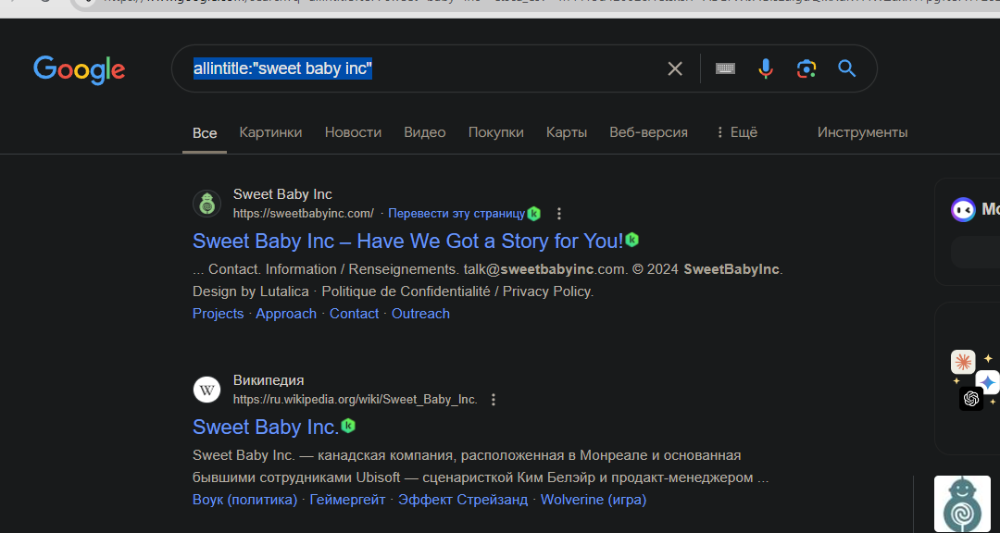 Google
allintitle:"sweet baby inc"
Все Картинки Новости Видео Покупки Карты Веб-версия Ещё Инструменты
Sweet Baby Inc
https://sweetbabyinc.com/ · Перевести эту страницу
Sweet Baby Inc – Have We Got a Story for You!
... Contact. Information / Renseignements. talk@sweetbabyinc.com. © 2024 SweetBabyInc.
Design by Lutalica · Politique de Confidentialité / Privacy Policy.
Projects · Approach · Contact · Outreach
Википедия
https://ru.wikipedia.org/wiki/Sweet_Baby_Inc.
Sweet Baby Inc.
Sweet Baby Inc. — канадская компания, расположенная в Монреале и основанная
бывшими сотрудниками Ubisoft — сценаристкой Ким Белэйр и продакт-менеджером ...
Воук (политика) · Геймергейт · Эффект Стрейзанд · Wolverine (игра)